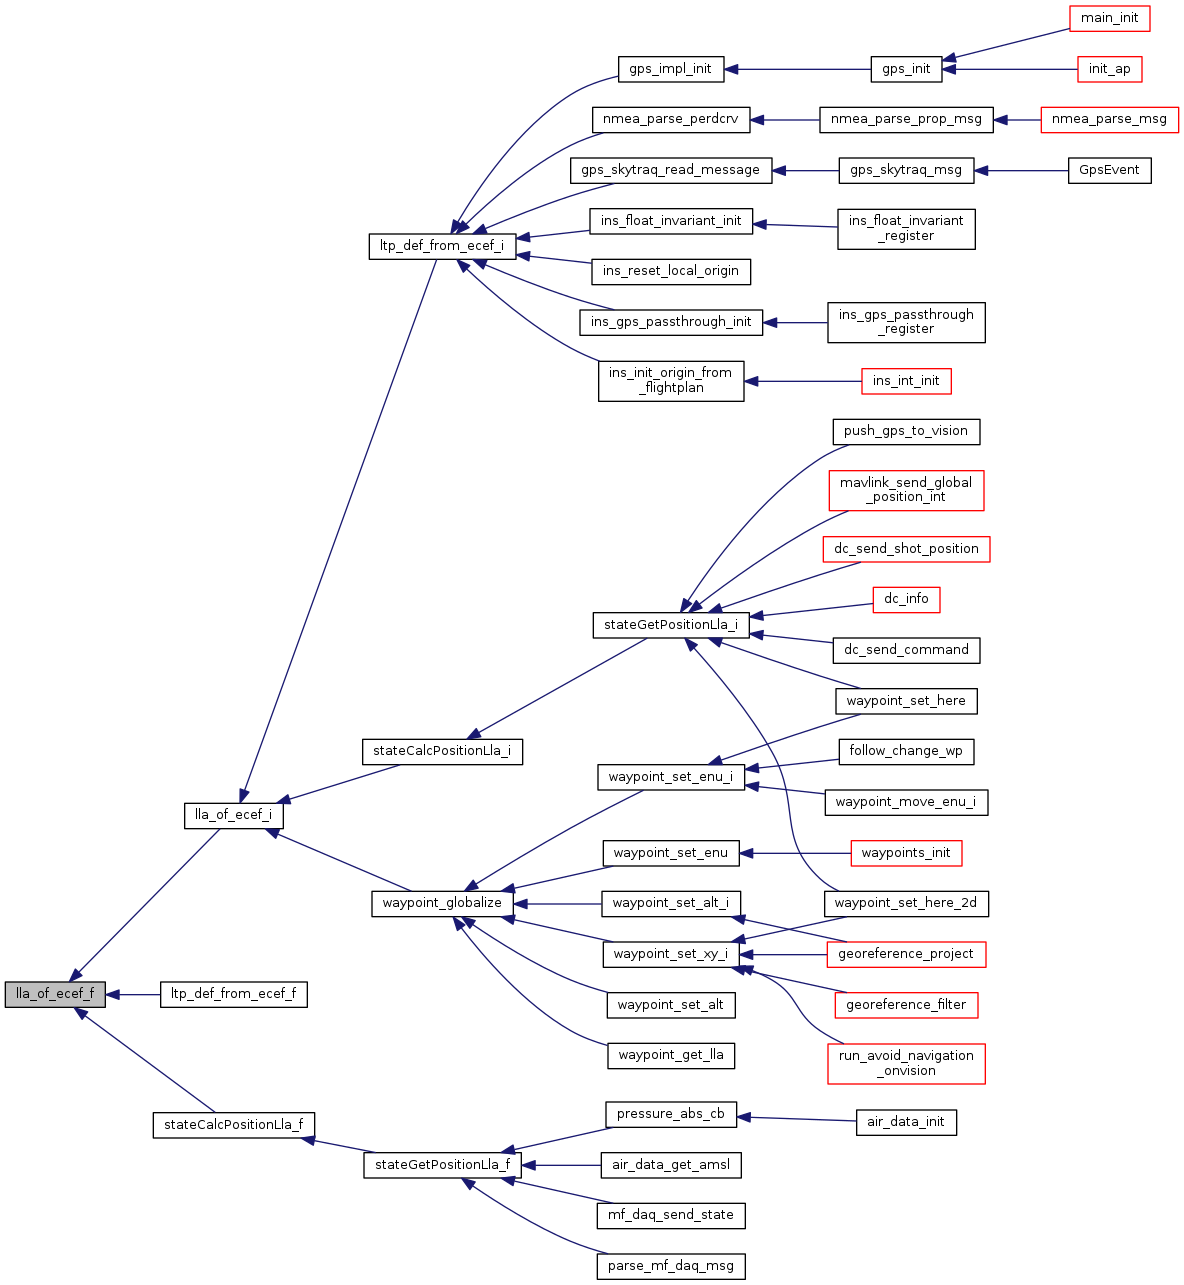 main_init
gps_impl_init
gps_init
init_ap
nmea_parse_perdcrv
nmea_parse_prop_msg
nmea_parse_msg
gps_skytraq_read_message
gps_skytraq_msg
GpsEvent
ins_float_invariant_init
ins_float_invariant
_register
ltp_def_from_ecef_i
ins_reset_local_origin
ins_gps_passthrough_init
ins_gps_passthrough
_register
ins_init_origin_from
_flightplan
ins_int_init
push_gps_to_vision
mavlink_send_global
_position_int
dc_send_shot_position
dc_info
stateGetPositionLla_i
dc_send_command
waypoint_set_here
stateCalcPositionLla_i
follow_change_wp
waypoint_set_enu_i
waypoint_move_enu_i
lla_of_ecef_i
waypoint_set_enu
waypoints_init
waypoint_globalize
waypoint_set_alt_i
waypoint_set_here_2d
waypoint_set_xy_i
georeference_project
lla_of_ecef_f
ltp_def_from_ecef_f
waypoint_set_alt
georeference_filter
waypoint_get_lla
run_avoid_navigation
_onvision
stateCalcPositionLla_f
pressure_abs_cb
air_data_init
stateGetPositionLla_f
air_data_get_amsl
mf_daq_send_state
parse_mf_daq_msg